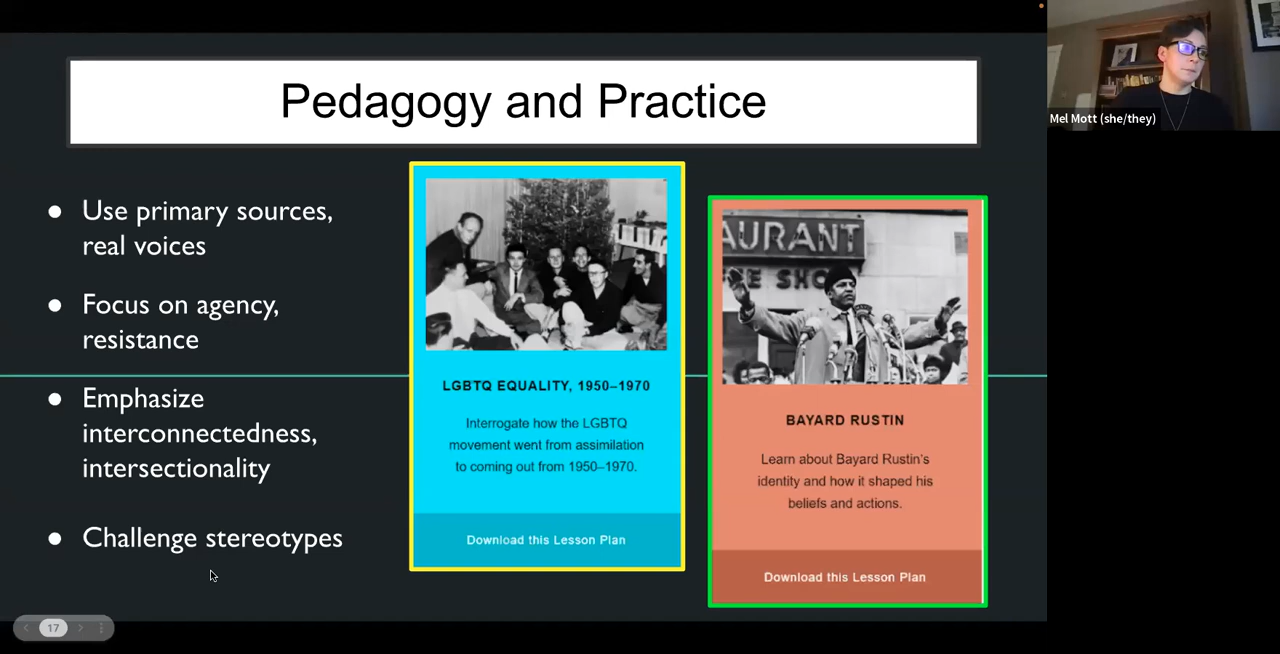 Pedagogy and Practice
Mel Mott (she/they)
● Use primary sources,
real voices
● Focus on agency,
resistance
● Emphasize
interconnectedness,
intersectionality
● Challenge stereotypes
LGBTQ EQUALITY, 1950–1970
Interrogate how the LGBTQ
movement went from assimilation
to coming out from 1950–1970.
Download this Lesson Plan
AURANT
EE SHO
BAYARD RUSTIN
Learn about Bayard Rustin's
identity and how it shaped his
beliefs and actions.
Download this Lesson Plan
17